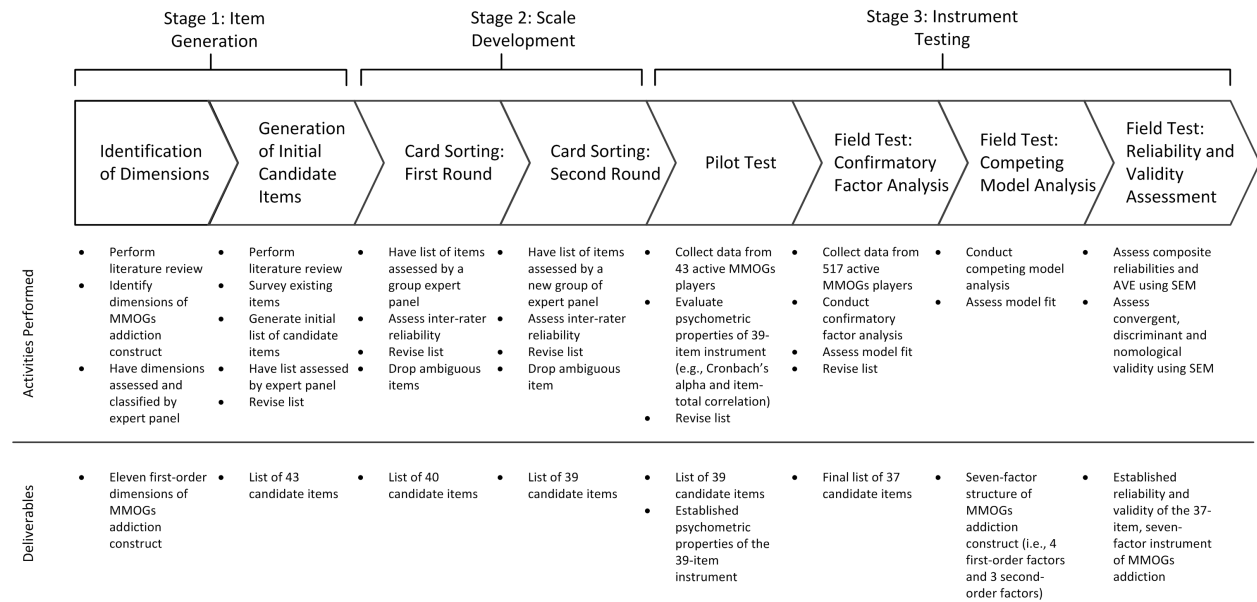 Stage 1: Item
Generation
Stage 2: Scale
Development
Stage 3: Instrument
Testing
Identification
of Dimensions
Generation
of Initial
Candidate
Items
Card Sorting:
First Round
Card Sorting:
Second Round
Pilot Test
Field Test:
Confirmatory
Factor Analysis
Field Test:
Competing
Model Analysis
Field Test:
Reliability and
Validity
Assessment
Activities Performed
• Perform
literature review
• Identify
dimensions of
MMOGs
addiction
construct
• Have dimensions
assessed and
classified by
expert panel
• Perform
literature review
• Survey existing
items
• Generate initial
list of candidate
items
• Have list assessed
by expert panel
• Revise list
• Have list of items
assessed by a
group expert
panel
• Assess inter-rater
reliability
• Revise list
• Drop ambiguous
items
• Have list of items
assessed by a
new group of
expert panel
• Assess inter-rater
reliability
• Revise list
• Drop ambiguous
item
• Collect data from
43 active MMOGs
players
• Evaluate
psychometric
properties of 39-
item instrument
(e.g., Cronbach’s
alpha and item-
total correlation)
• Revise list
• Collect data from
517 active
MMOGs players
• Conduct
confirmatory
factor analysis
• Assess model fit
• Revise list
• Conduct
competing model
analysis
• Assess model fit
• Assess composite
reliabilities and
AVE using SEM
• Assess
convergent,
discriminant and
nomological
validity using SEM
Deliverables
• Eleven first-order
dimensions of
MMOGs
addiction
construct
• List of 43
candidate items
• List of 40
candidate items
• List of 39
candidate items
• List of 39
candidate items
• Established
psychometric
properties of the
39-item
instrument
• Final list of 37
candidate items
• Seven-factor
structure of
MMOGs
addiction
construct (i.e., 4
first-order factors
and 3 second-
order factors)
• Established
reliability and
validity of the 37-
item, seven-
factor instrument
of MMOGs
addiction